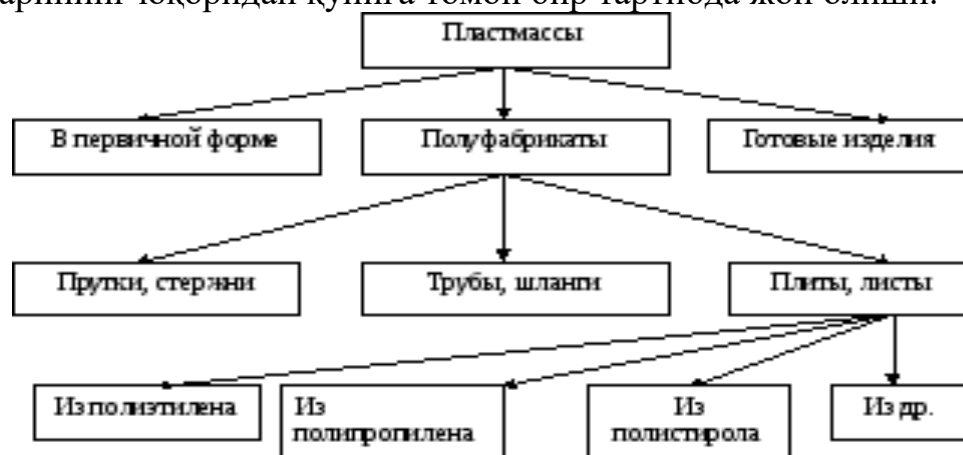 Пластмассы
В первичной форме
Полуфабрикаты
Готовые изделия
Прутки, стержни
Трубы, шланги
Плиты, листы
Из полиэтилена
Из
полипропилена
Из
полистирола
Из др.